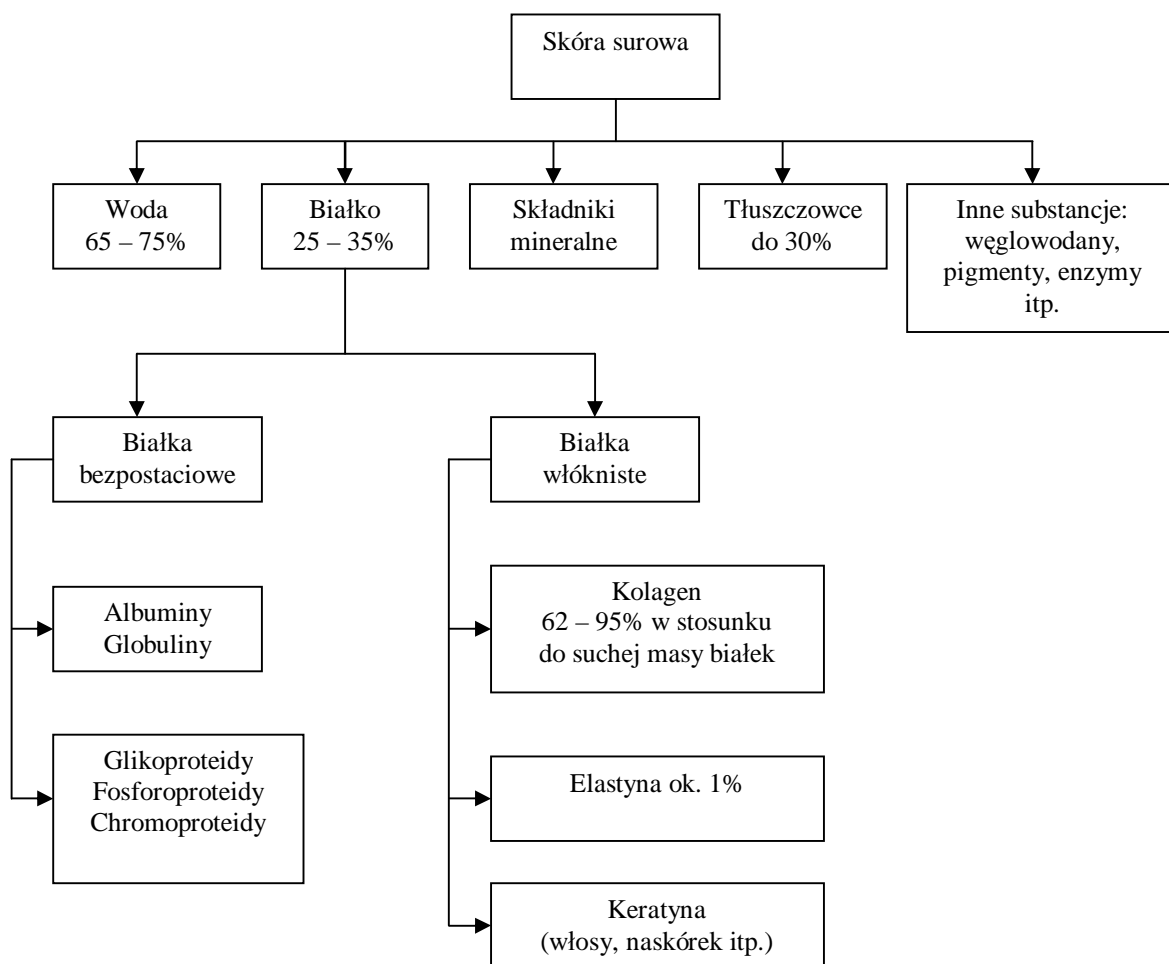 Skóra surowa
Woda
65 – 75%
Białko
25 – 35%
Składniki
mineralne
Tłuszczowce
do 30%
Inne substancje:
węglowodany,
pigmenty, enzymy
itp.
Białka
bezpostaciowe
Białka
włókniste
Albuminy
Globuliny
Glikoproteidy
Fosforoproteidy
Chromoproteidy
Kolagen
62 – 95% w stosunku
do suchej masy białek
Elastyna ok. 1%
Keratyna
(włosy, naskórek itp.)